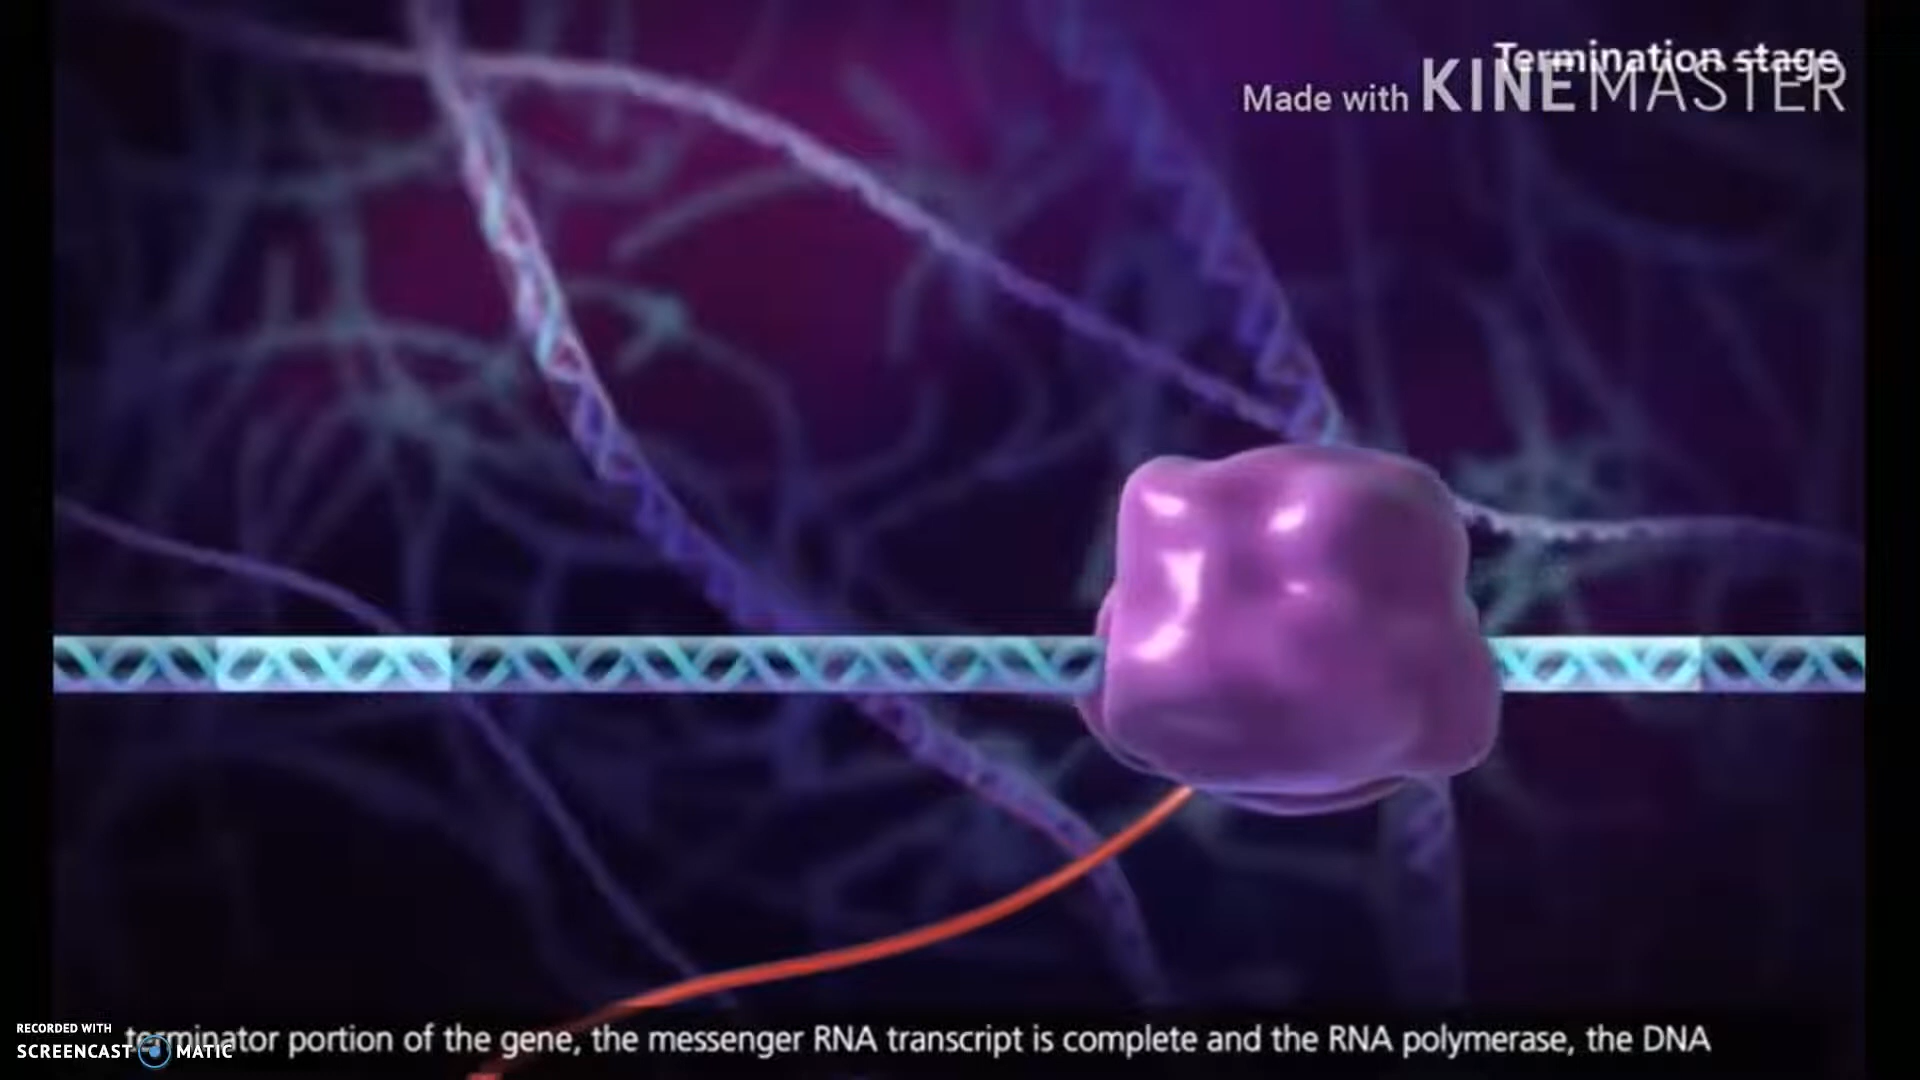 Termination stage
Made with KINEMASTER
terminator portion of the gene, the messenger RNA transcript is complete and the RNA polymerase, the DNA
RECORDED WITH
SCREENCAST MATIC